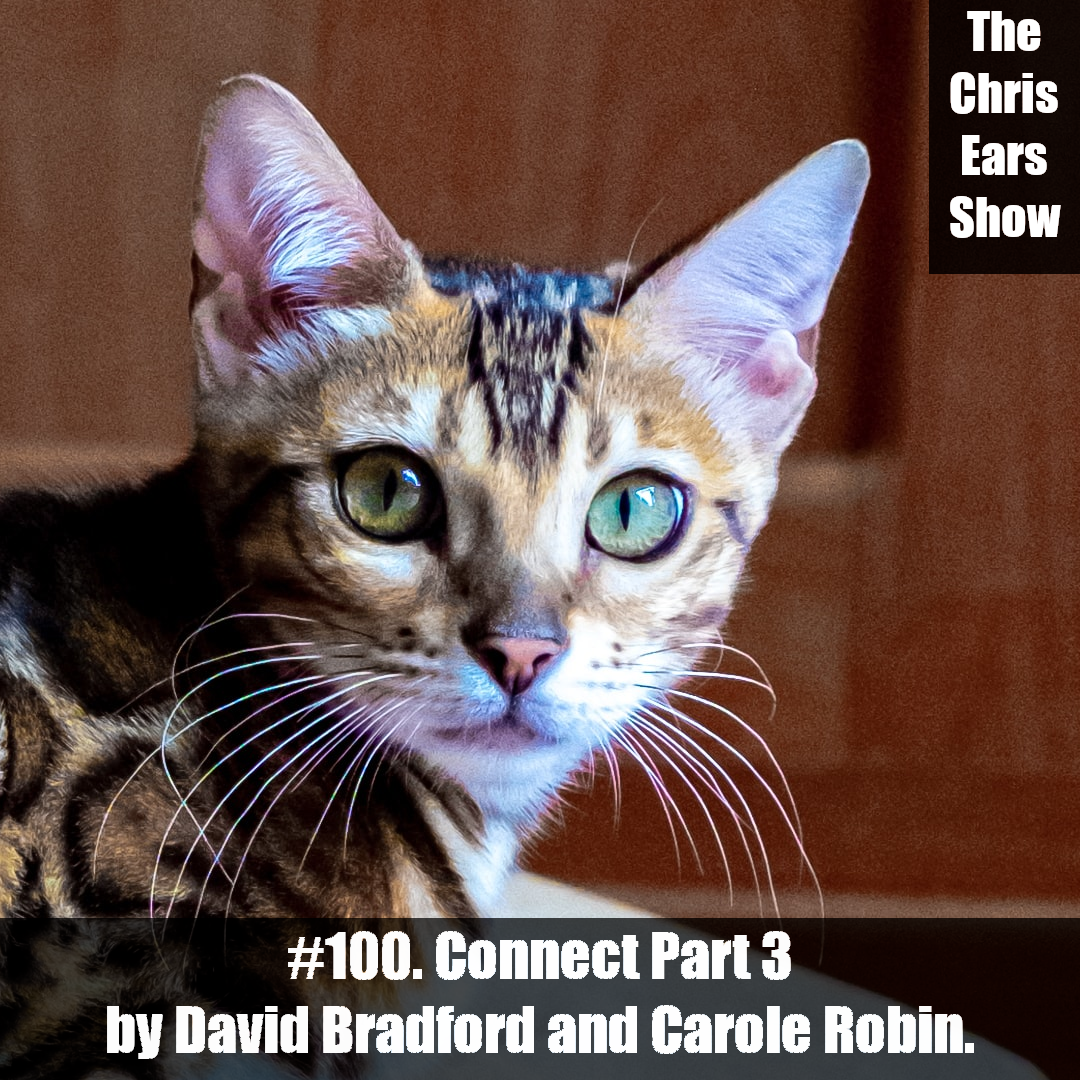 The
Chris
Ears
Show
#100. Connect Part 3
by David Bradford and Carole Robin.